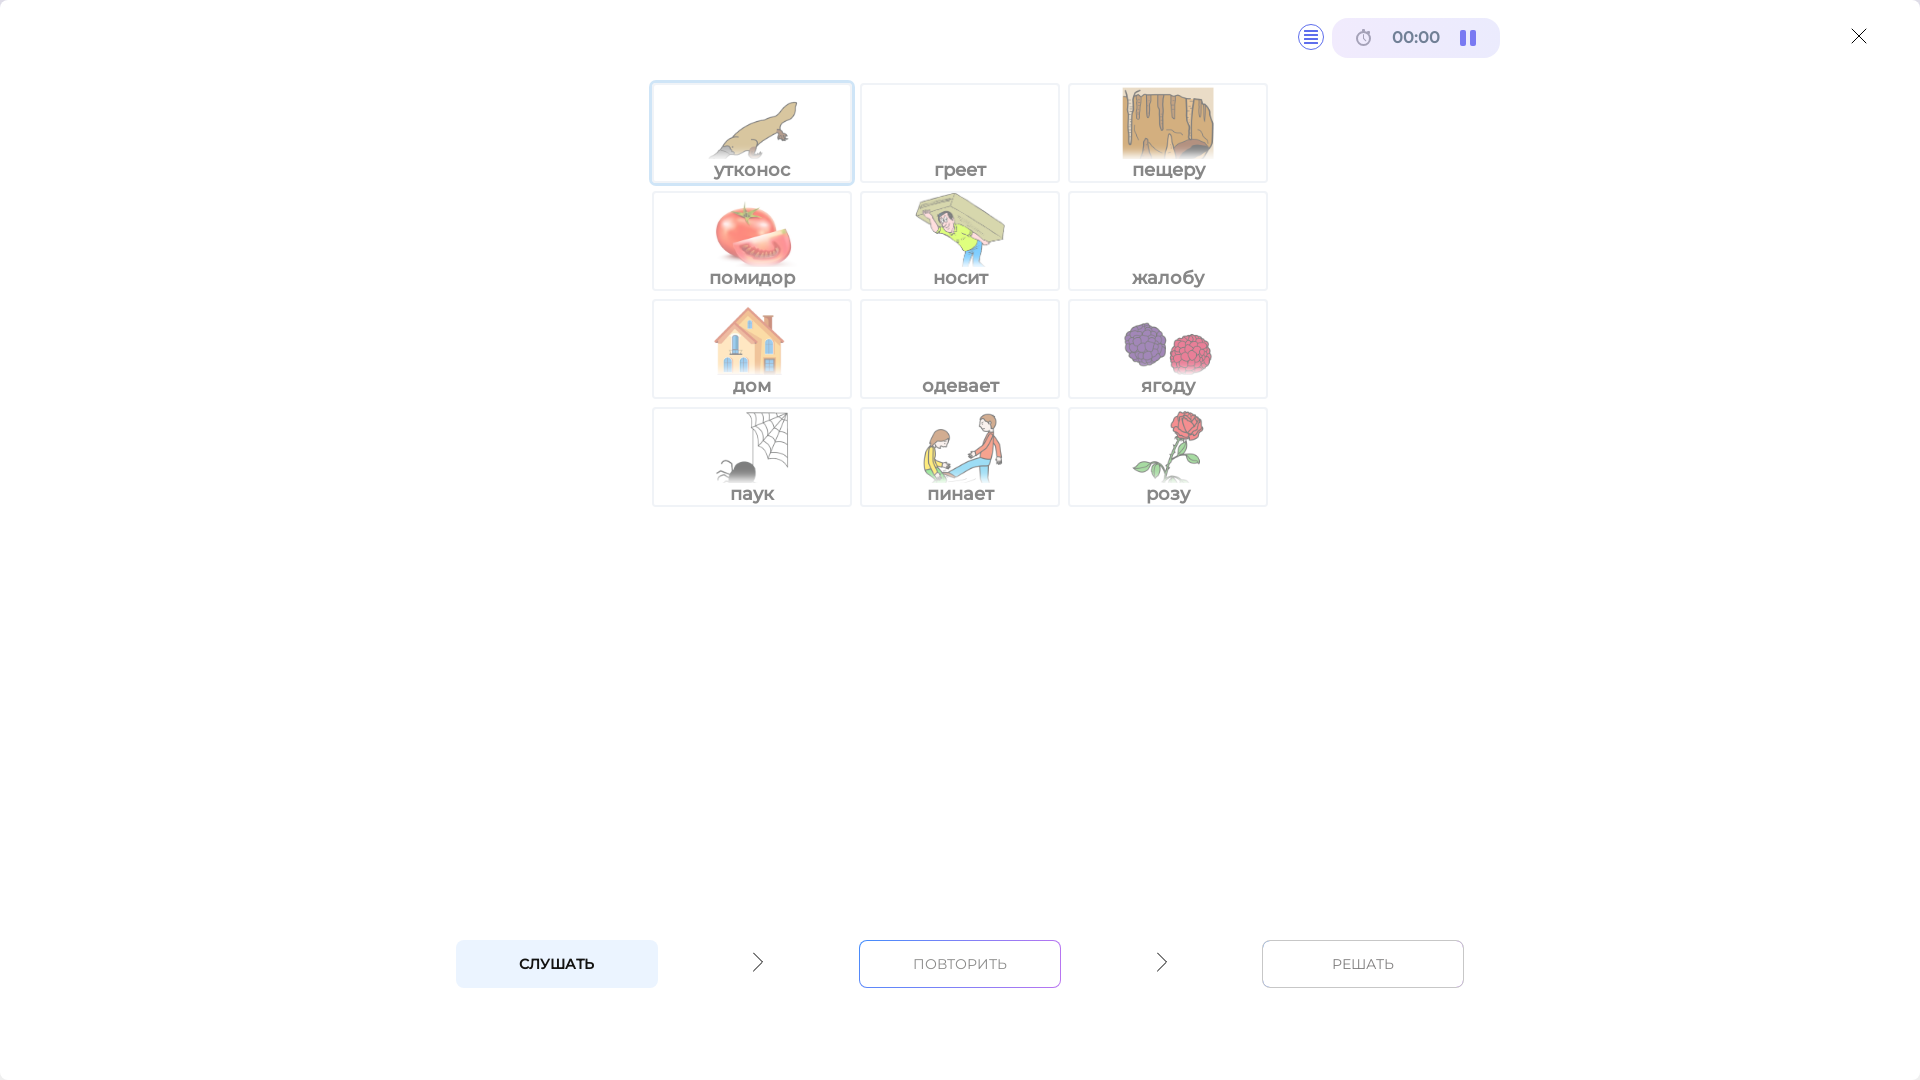 00:00
утконос греет пещеру
помидор носит жалобу
дом одевает ягоду
паук пинает розу
СЛУШАТЬ ПОВТОРИТЬ РЕШАТЬ